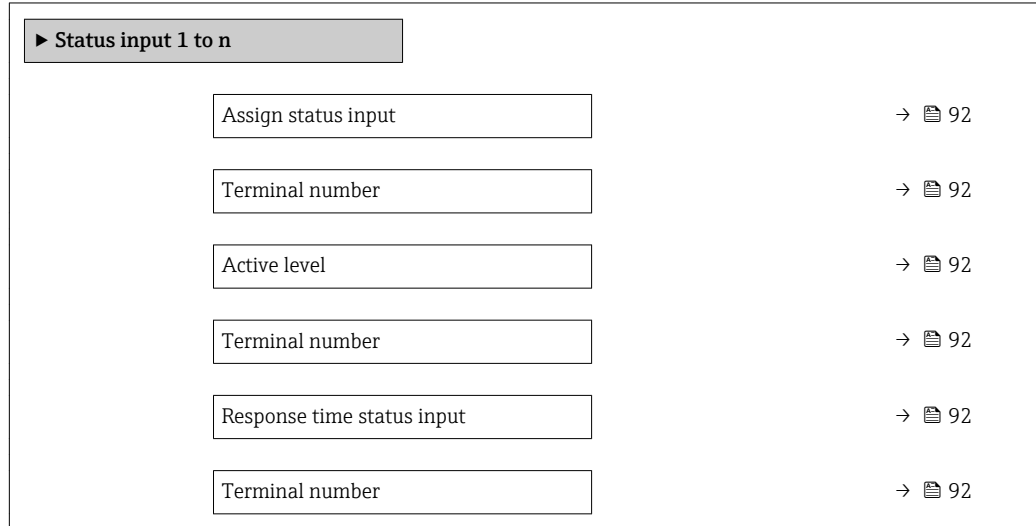 ► Status input 1 to n
Assign status input → 92
Terminal number → 92
Active level → 92
Terminal number → 92
Response time status input → 92
Terminal number → 92